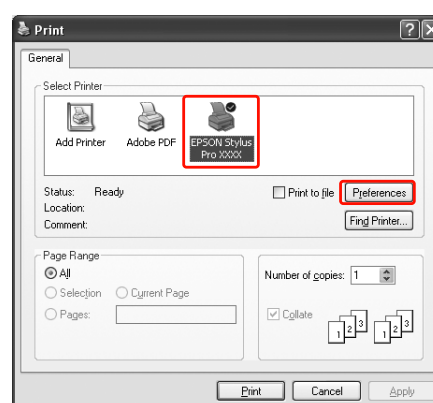 Print
General
Select Printer
Add Printer
Adobe PDF
EPSON Stylus
Pro XXXX
Status: Ready
Print to file
Preferences
Location:
Comment:
Find Printer...
Page Range
All
Selection
Current Page
Pages:
Number of copies: 1
Collate
1 2 3 1 2 3
Print
Cancel
Apply